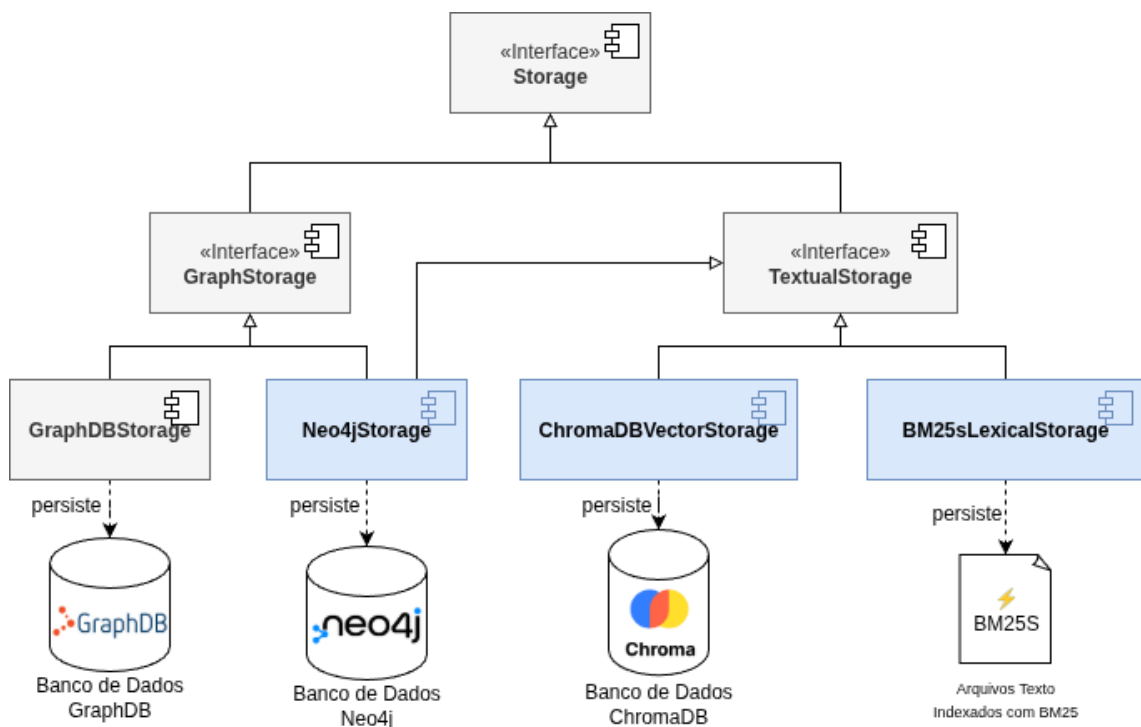 «Interface»
Storage
«Interface»
GraphStorage
«Interface»
TextualStorage
GraphDBStorage
Neo4jStorage
ChromaDBVectorStorage
BM25sLexicalStorage
persiste
persiste
persiste
persiste
GraphDB
neo4j
Chroma
BM25S
Banco de Dados
GraphDB
Banco de Dados
Neo4j
Banco de Dados
ChromaDB
Arquivos Texto
Indexados com BM25